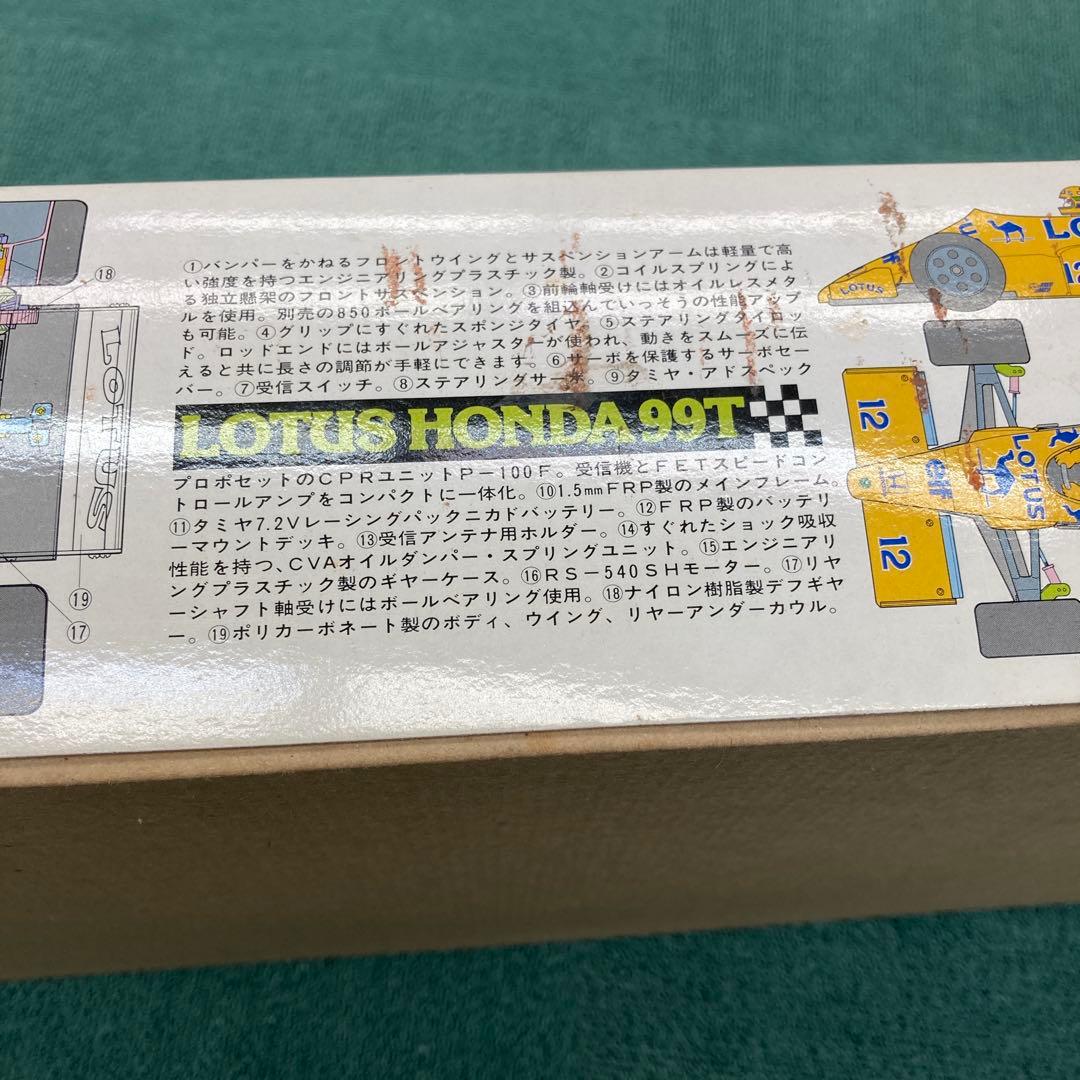 ①バンパーをかねるフロントウイングとサスペンションアームは軽量で高
い強度を持つエンジニアリングプラスチック製。②コイルスプリングによ
る独立懸架のフロントサスペンション。③前輪軸受けにはオイルレスメタ
ルを使用。別売の850ボールベアリングを組込んでいっそうの性能アップ
も可能。④グリップにすぐれたスポンジタイヤ。⑤ステアリングタイロッ
ド。ロッドエンドにはボールアジャスターが使われ、動きをスムーズに伝
えると共に長さの調節が手軽にできます。⑥サーボを保護するサーボセー
バー。⑦受信スイッチ。⑧ステアリングサーボ。⑨タミヤ・アドスペック
LOTUS HONDA 99T
プロポセットのCPRユニットP-100F。受信機とFETスピードコン
トロールアンプをコンパクトに一体化。⑩1.5mmFRP製のメインフレーム。
⑪タミヤ7.2Vレーシングパックニカドバッテリー。⑫FRP製のバッテリ
ーマウントデッキ。⑬受信アンテナ用ホルダー。⑭すぐれたショック吸収
性能を持つ、CVAオイルダンパー・スプリングユニット。⑮エンジニアリ
ングプラスチック製のギヤーケース。⑯RS-540SHモーター。⑰リヤ
ーシャフト軸受けにはボールベアリング使用。⑱ナイロン樹脂製デフギヤ
ー。⑲ポリカーボネート製のボディ、ウイング、リヤーアンダーカウル。
⑱
LOTUS
⑲
⑰
LOTUS
elf
12
12
elf
LOTUS